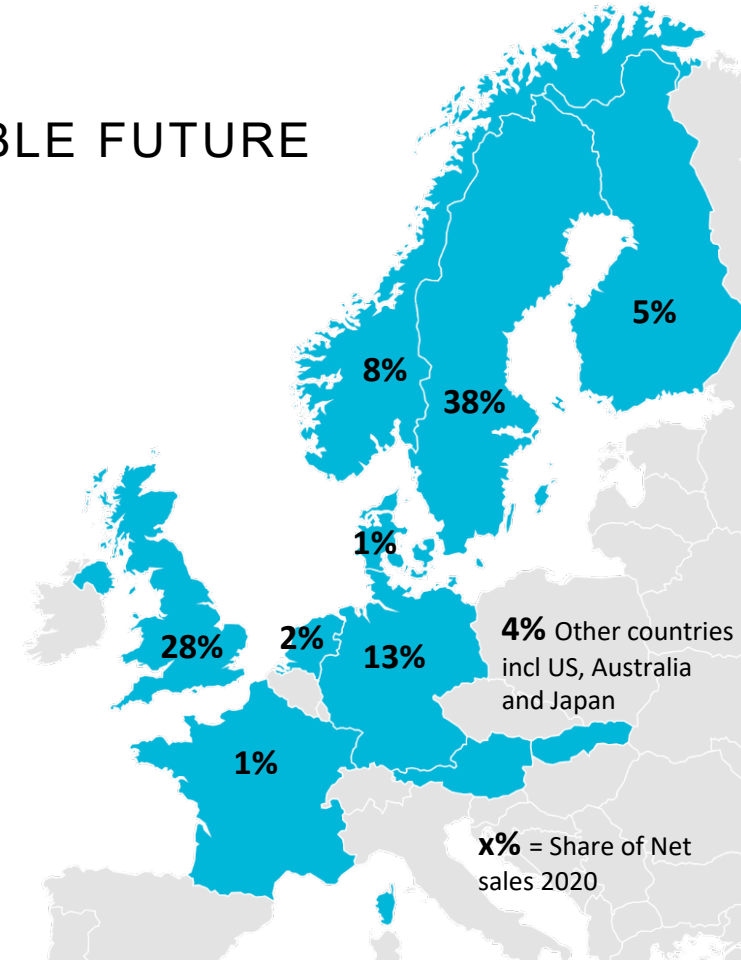 BLE FUTURE
5%
8%
38%
1%
28%
2%
13%
4% Other countries
incl US, Australia
and Japan
1%
x% = Share of Net
sales 2020